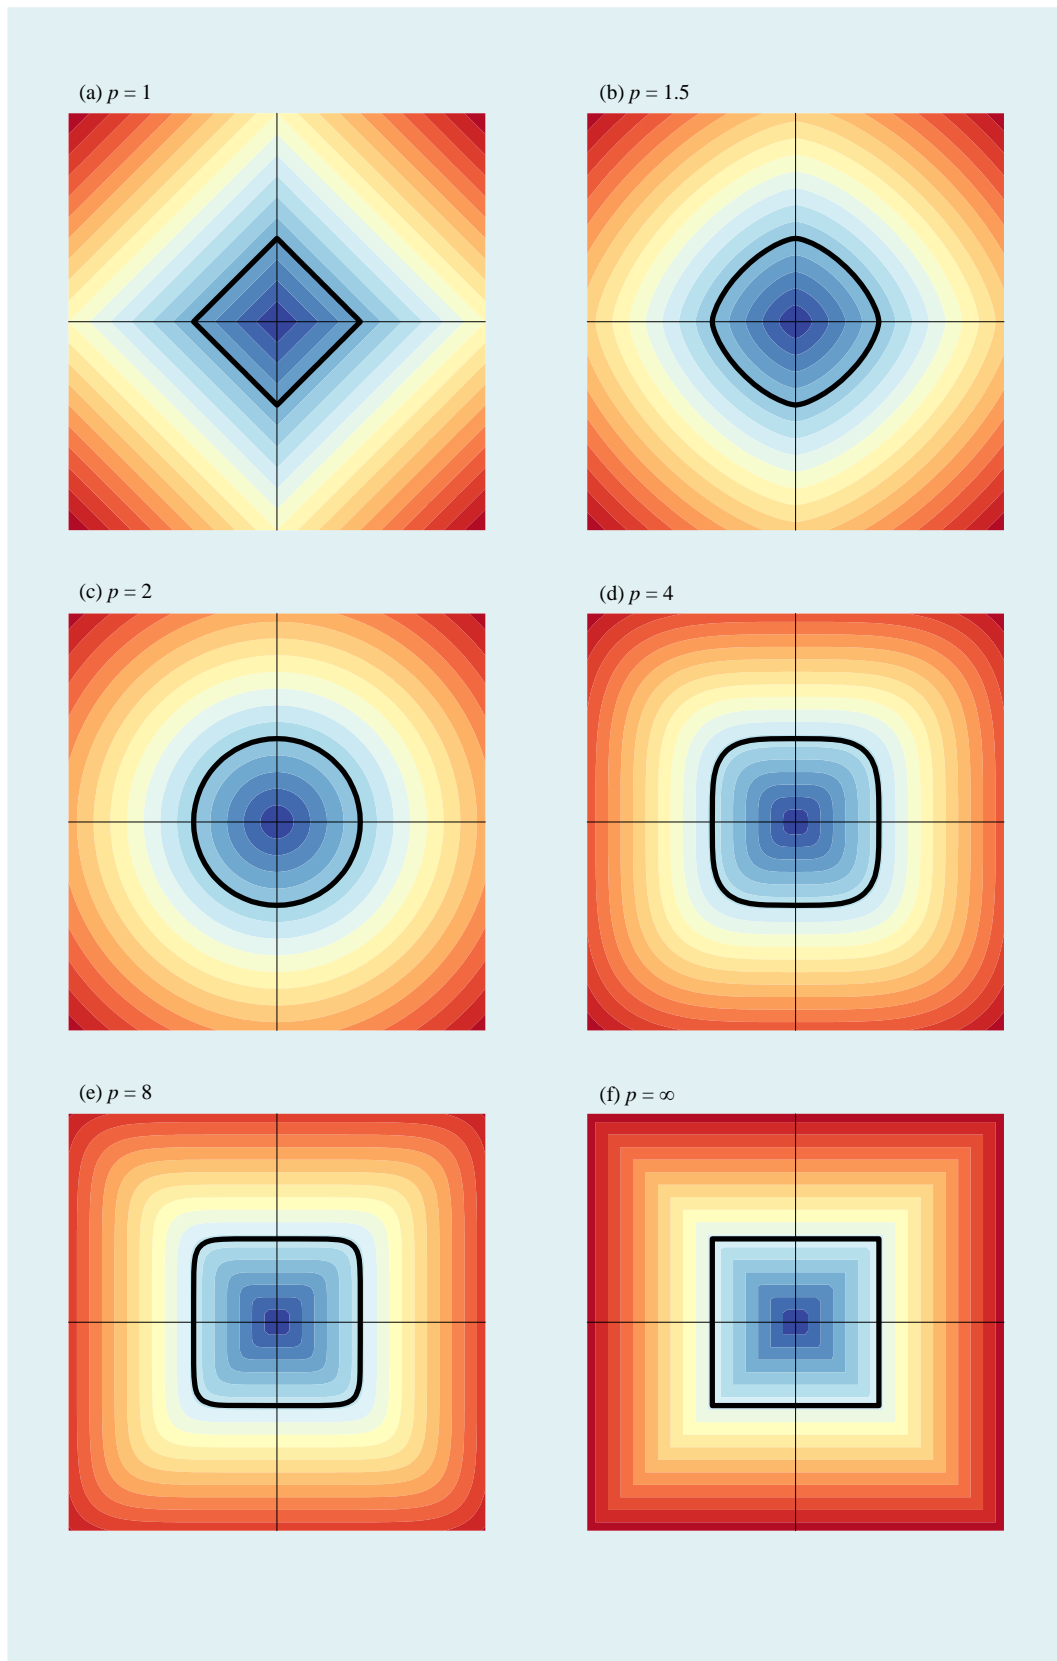 (a) p = 1
(b) p = 1.5
(c) p = 2
(d) p = 4
(e) p = 8
(f) p = ∞